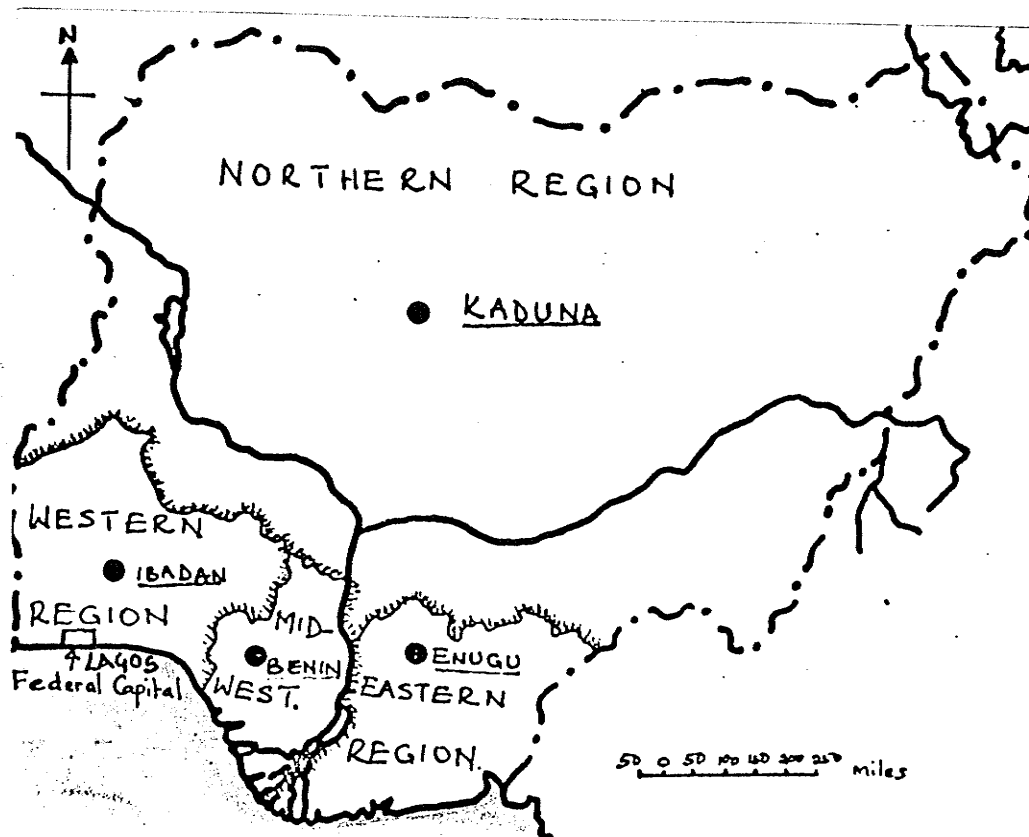 N
NORTHERN REGION
KADUNA
WESTERN
IBADAN
REGION
MID-
BENIN
WEST.
ENUGU
EASTERN
REGION.
LAGOS
Federal Capital
50 0 50 100 150 200 250 miles